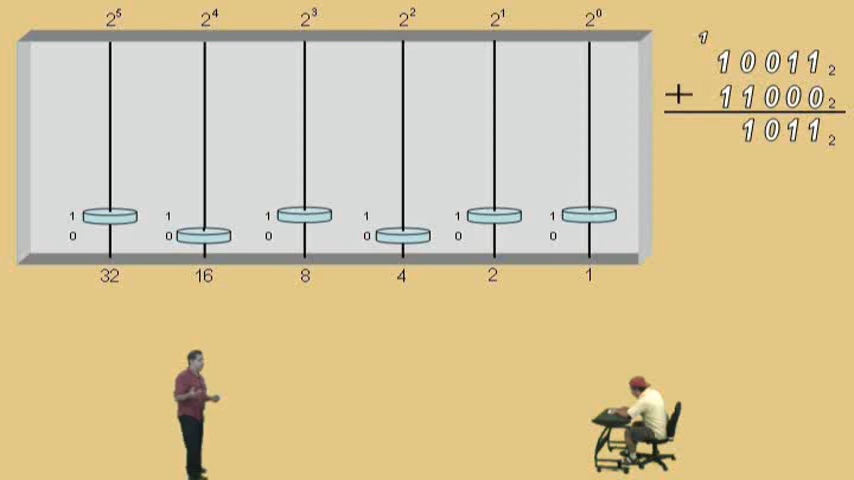 2⁵ 2⁴ 2³ 2² 2¹ 2⁰
1
10011₂
+ 11000₂
1011₂
1 1 1 1 1 1
0 0 0 0 0 0
32 16 8 4 2 1